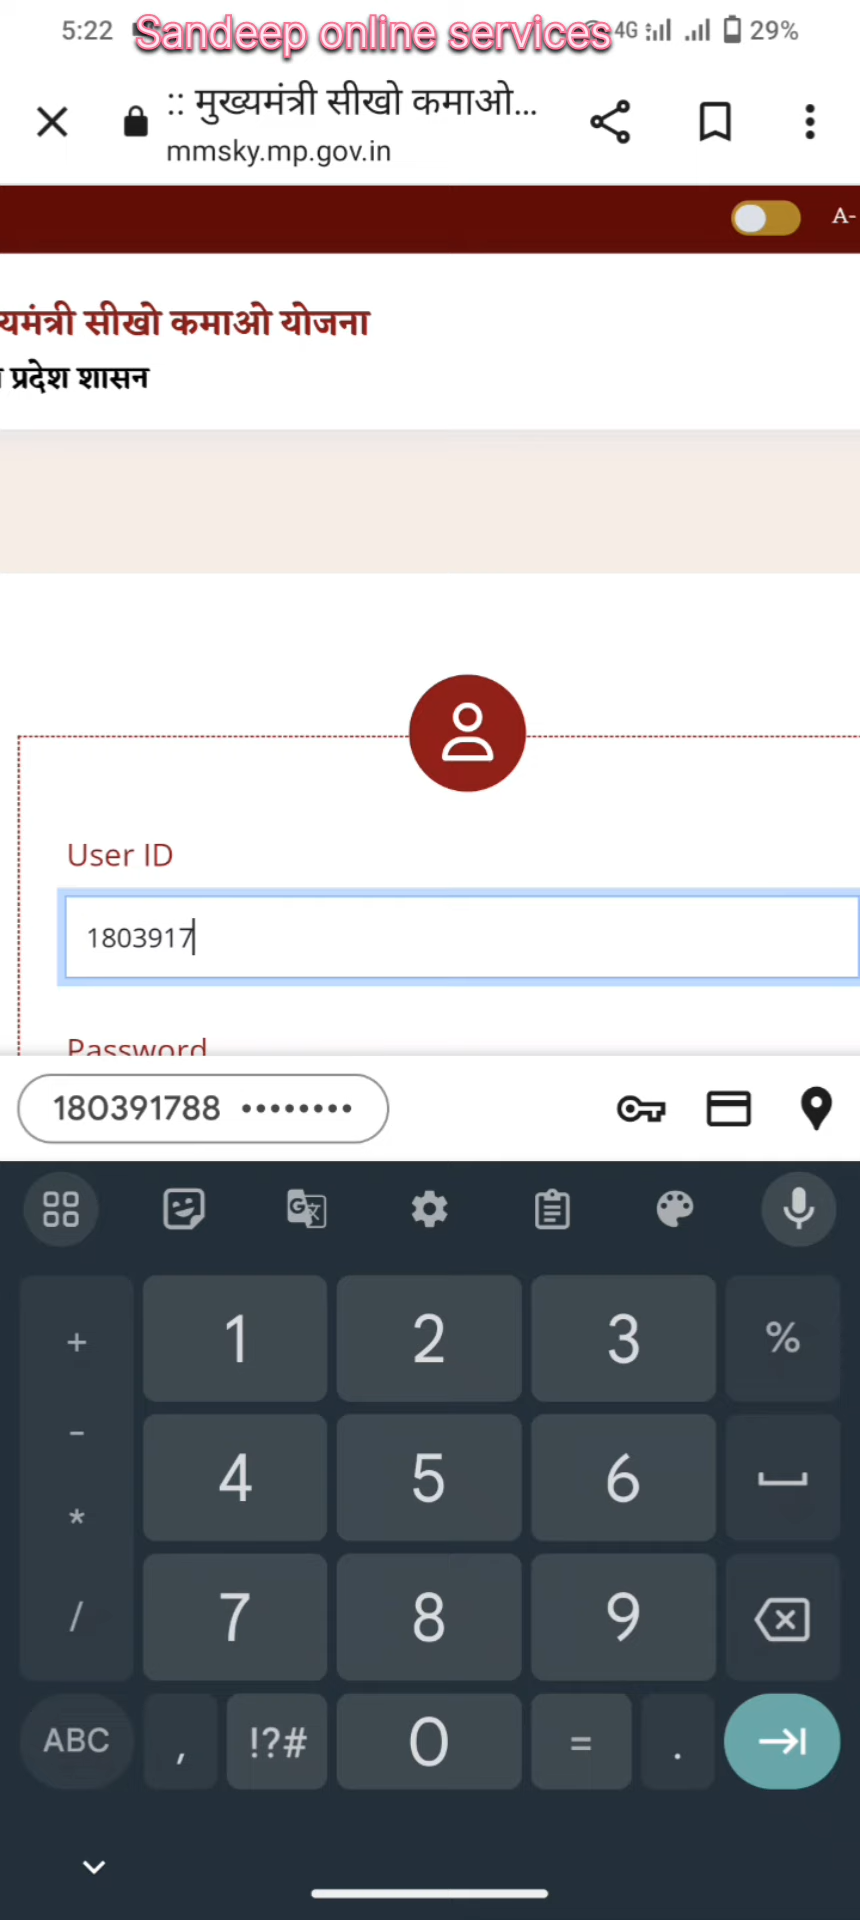 5:22 Sandeep online services 4G 29%
:: मुख्यमंत्री सीखो कमाओ...
mmsky.mp.gov.in
A-
यमंत्री सीखो कमाओ योजना
प्रदेश शासन
User ID
1803917
Password
180391788 ••••••••
+ 1 2 3 %
- 4 5 6
*
/ 7 8 9
ABC , !?# 0 = .